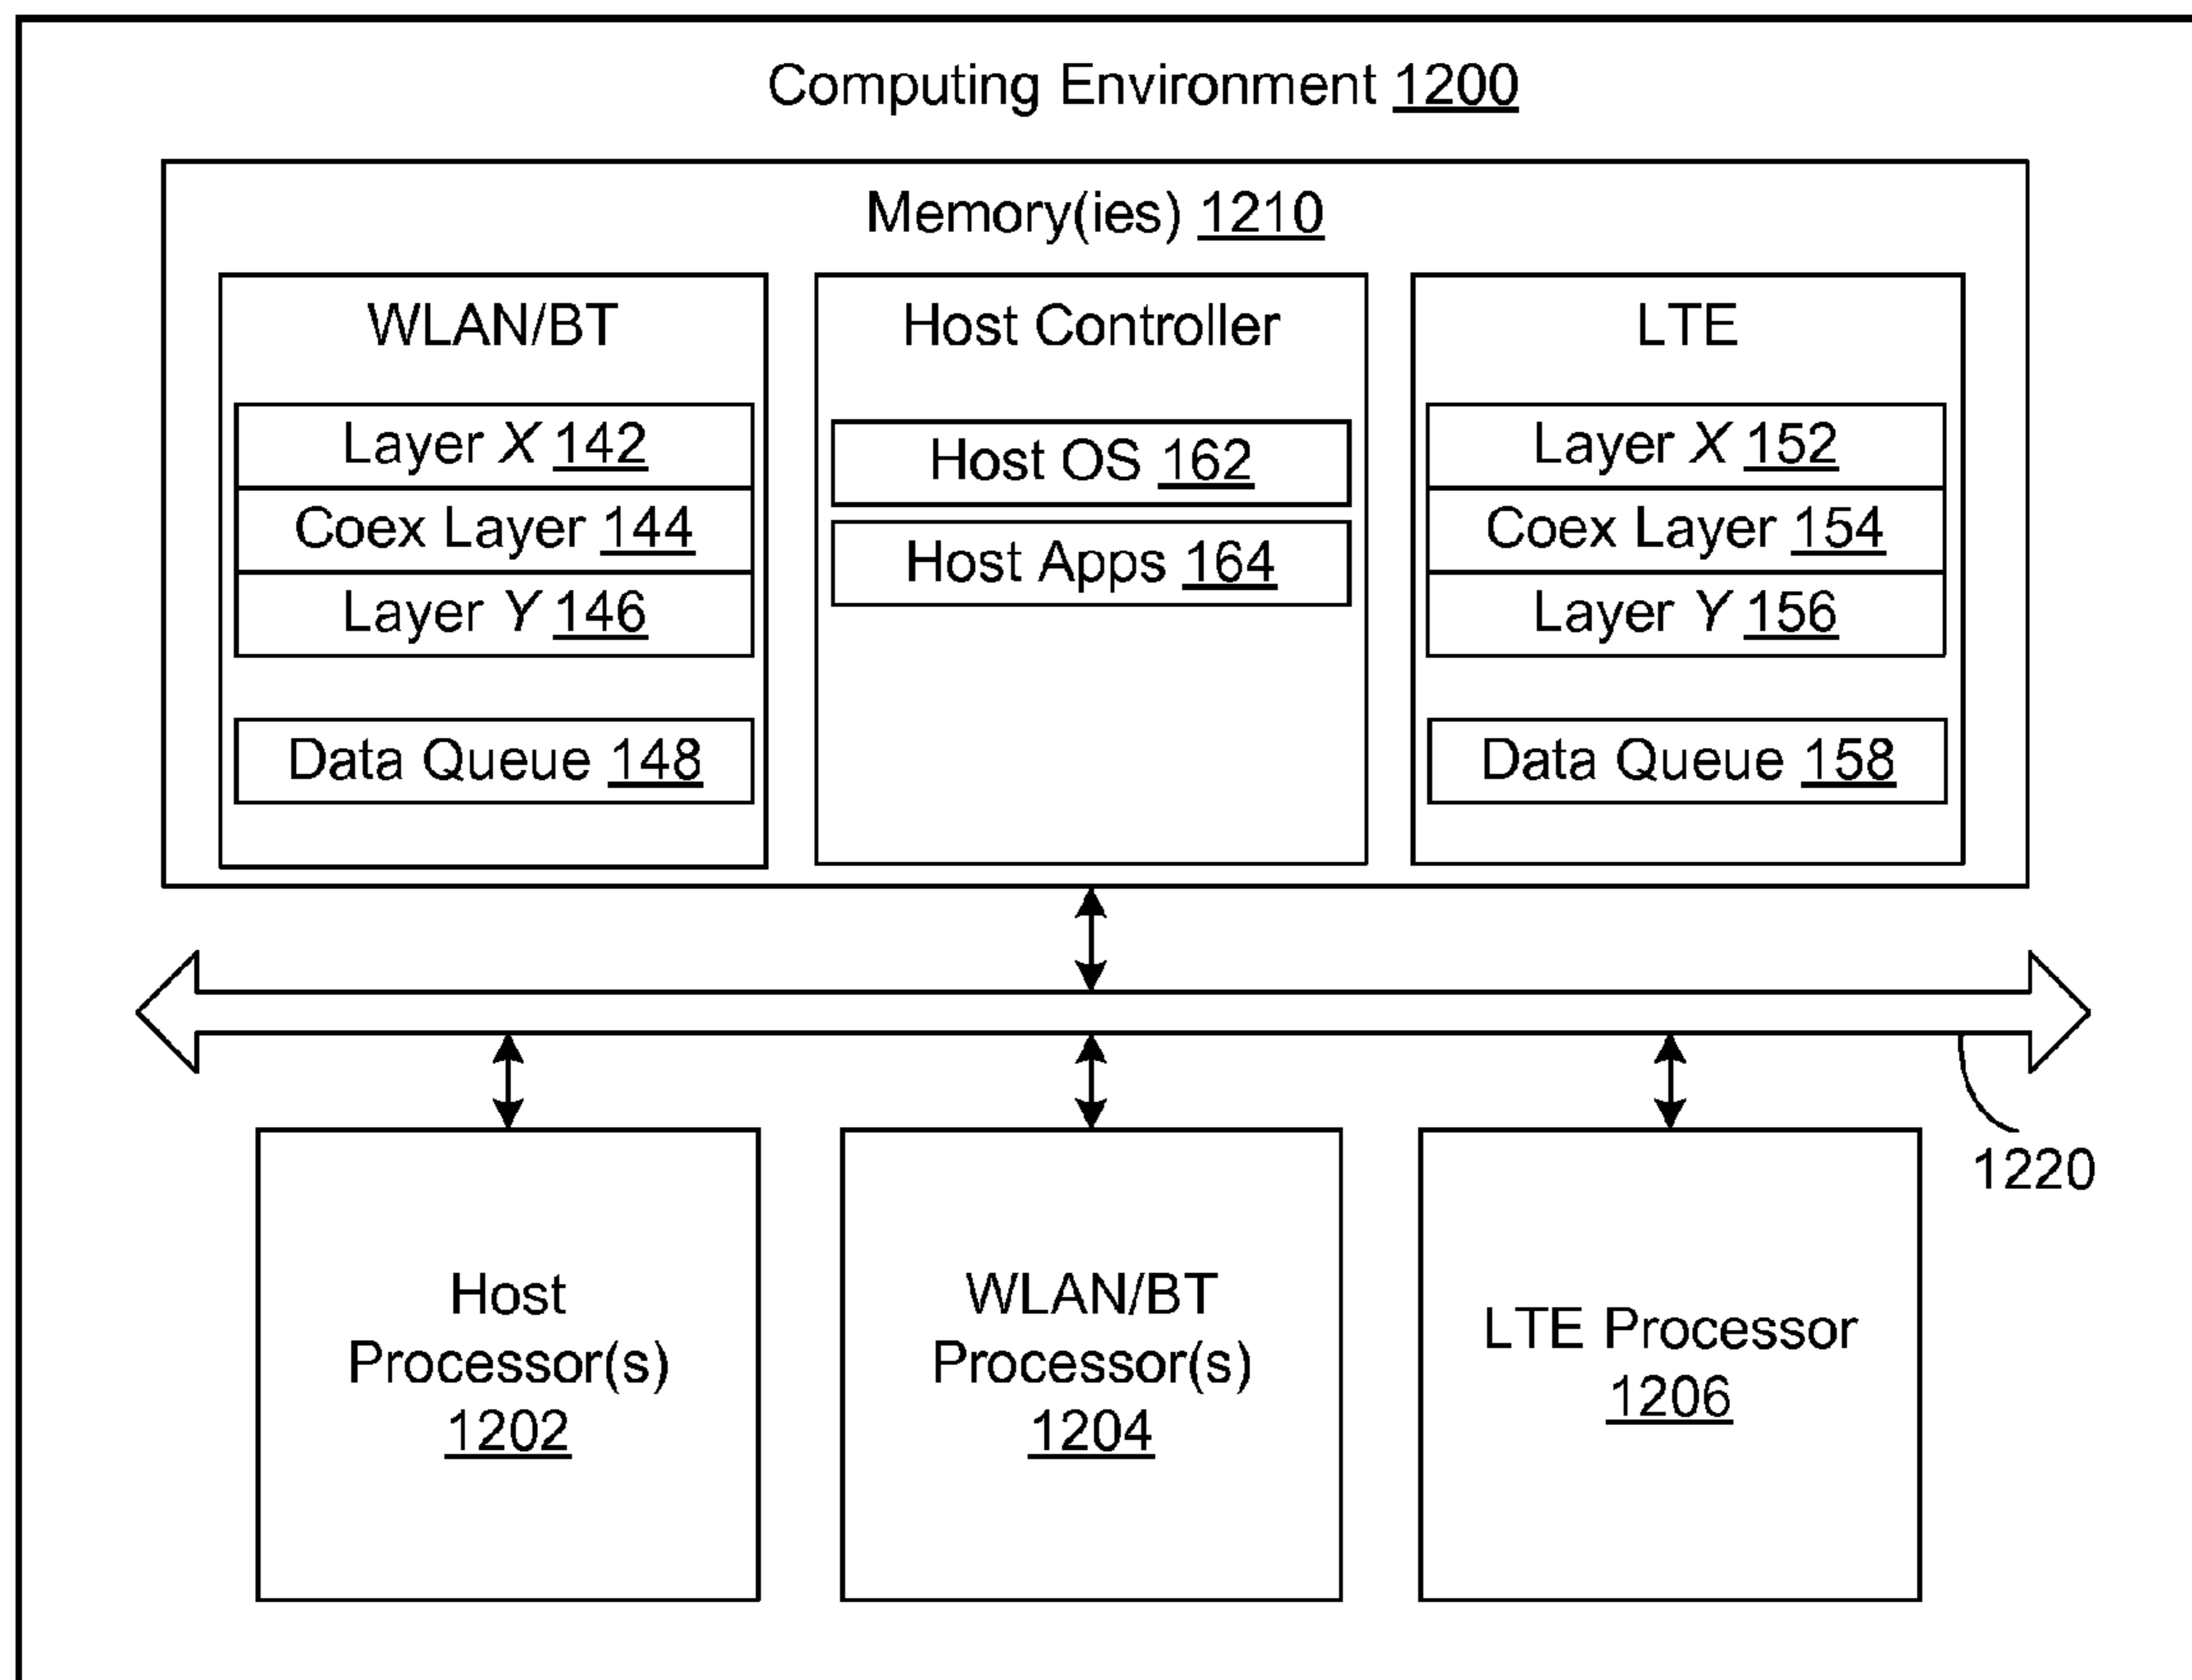 Computing Environment 1200
Memory(ies) 1210
WLAN/BT
Layer X 142
Coex Layer 144
Layer Y 146
Data Queue 148
Host Controller
Host OS 162
Host Apps 164
LTE
Layer X 152
Coex Layer 154
Layer Y 156
Data Queue 158
1220
Host
Processor(s)
1202
WLAN/BT
Processor(s)
1204
LTE Processor
1206